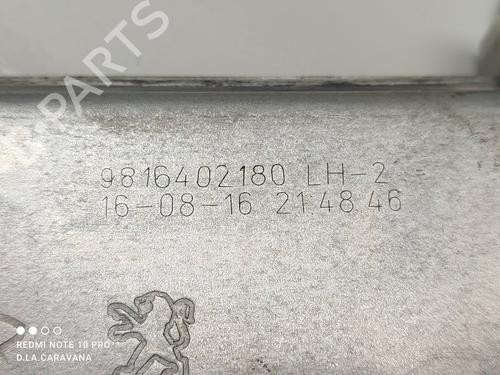 PARTS
9816402180 LH-2
16-08-16 21:48:46
REDMI NOTE 10 PRO
D.LA.CARAVANA